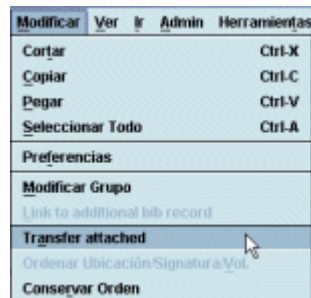 Modificar Ver Ir Admin Herramientas
Cortar Ctrl-X
Copiar Ctrl-C
Pegar Ctrl-V
Seleccionar Todo Ctrl-A
Preferencias
Modificar Grupo
Link to additional bib record
Transfer attached
Ordenar Ubicación/Signatura/Vol.
Conservar Orden